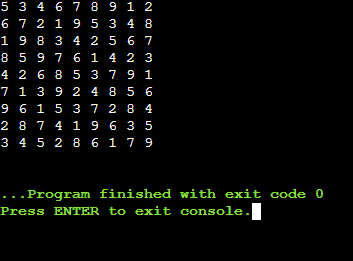 5 3 4 6 7 8 9 1 2
6 7 2 1 9 5 3 4 8
1 9 8 3 4 2 5 6 7
8 5 9 7 6 1 4 2 3
4 2 6 8 5 3 7 9 1
7 1 3 9 2 4 8 5 6
9 6 1 5 3 7 2 8 4
2 8 7 4 1 9 6 3 5
3 4 5 2 8 6 1 7 9
...Program finished with exit code 0
Press ENTER to exit console.